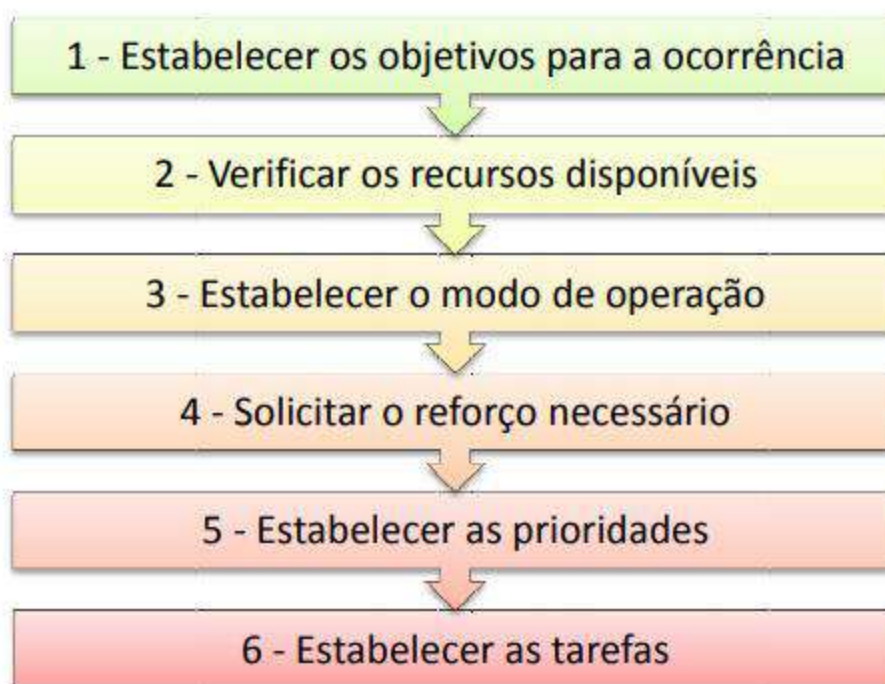 1 - Estabelecer os objetivos para a ocorrência
2 - Verificar os recursos disponíveis
3 - Estabelecer o modo de operação
4 - Solicitar o reforço necessário
5 - Estabelecer as prioridades
6 - Estabelecer as tarefas